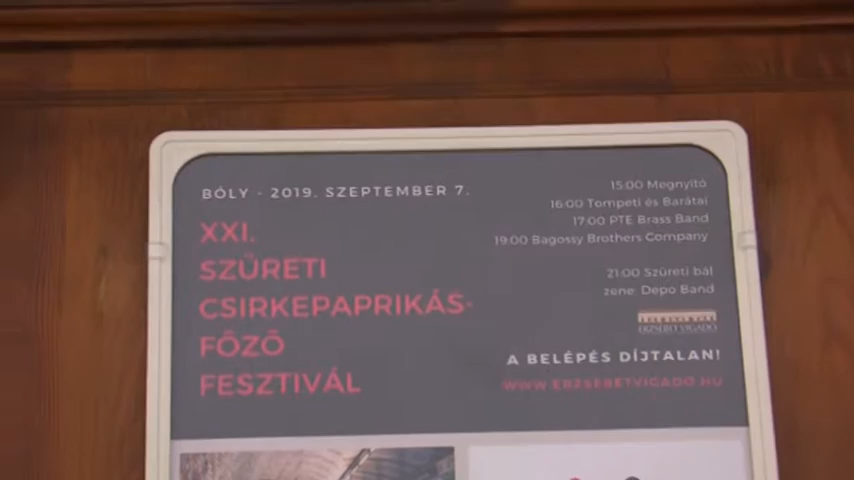 BÓLY - 2019. SZEPTEMBER 7.
XXI.
SZÜRETI
CSIRKEPAPRIKÁS-
FŐZŐ
FESZTIVÁL
15:00 Megnyitó
16:00 Tompeti és Barátai
17:00 PTE Brass Band
19:00 Bagossy Brothers Company
21:00 Szüreti bál
zene: Depo Band
ERZSÉBET VIGADÓ
A BELÉPÉS DÍJTALAN!
WWW.ERZSEBETVIGADO.HU